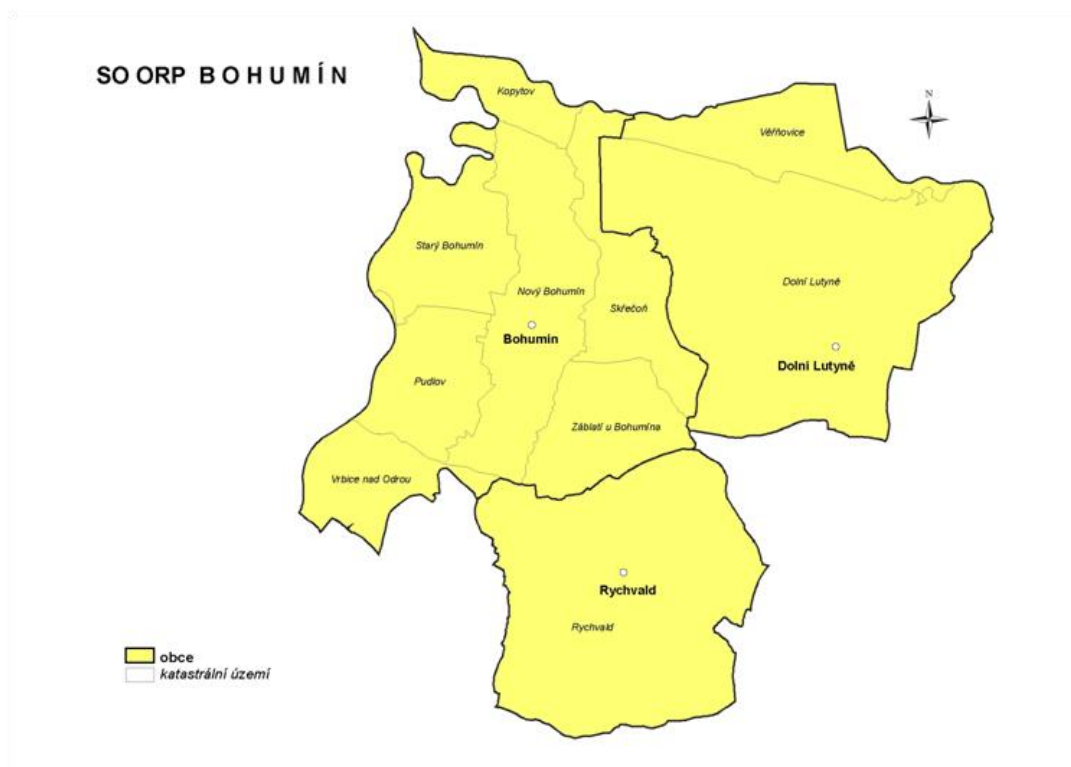 SO ORP B O H U M Í N
N
Kopytov
Věřňovice
Starý Bohumín
Dolní Lutyně
Nový Bohumín
Skřečoň
Bohumín
Dolní Lutyně
Pudlov
Záblatí u Bohumína
Vrbice nad Odrou
Rychvald
Rychvald
obce
katastrální území